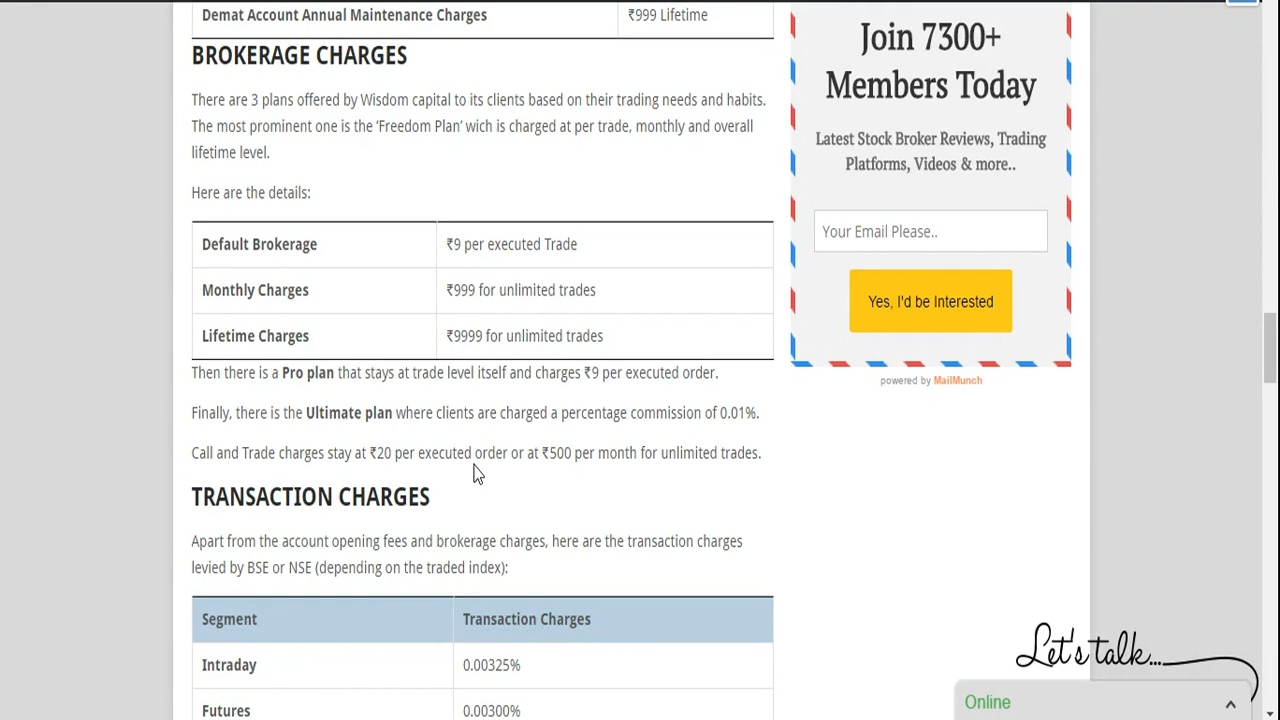 Demat Account Annual Maintenance Charges ₹999 Lifetime
BROKERAGE CHARGES
There are 3 plans offered by Wisdom capital to its clients based on their trading needs and habits.
The most prominent one is the ‘Freedom Plan’ wich is charged at per trade, monthly and overall
lifetime level.
Here are the details:
Default Brokerage ₹9 per executed Trade
Monthly Charges ₹999 for unlimited trades
Lifetime Charges ₹9999 for unlimited trades
Then there is a Pro plan that stays at trade level itself and charges ₹9 per executed order.
Finally, there is the Ultimate plan where clients are charged a percentage commission of 0.01%.
Call and Trade charges stay at ₹20 per executed order or at ₹500 per month for unlimited trades.
TRANSACTION CHARGES
Apart from the account opening fees and brokerage charges, here are the transaction charges
levied by BSE or NSE (depending on the traded index):
Segment Transaction Charges
Intraday 0.00325%
Futures 0.00300%
Join 7300+
Members Today
Latest Stock Broker Reviews, Trading
Platforms, Videos & more..
Your Email Please..
Yes, I'd be Interested
powered by MailMunch
Let's talk...
Online